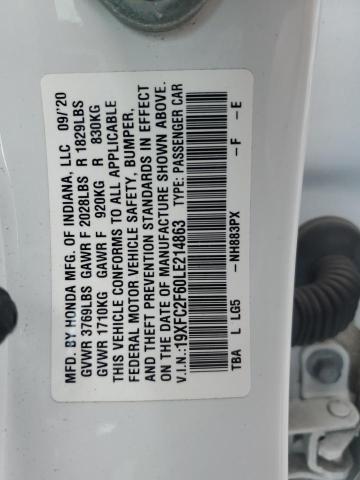 MFD. BY HONDA MFG. OF INDIANA, LLC 09/'20
GVWR 3769LBS GAWR F 2028LBS R 1829LBS
GVWR 1710KG GAWR F 920KG R 830KG
THIS VEHICLE CONFORMS TO ALL APPLICABLE
FEDERAL MOTOR VEHICLE SAFETY, BUMPER,
AND THEFT PREVENTION STANDARDS IN EFFECT
ON THE DATE OF MANUFACTURE SHOWN ABOVE.
V.I.N.: 19XFC2F60LE214863 TYPE: PASSENGER CAR
TBA L LG5 - NH883PX - F - E